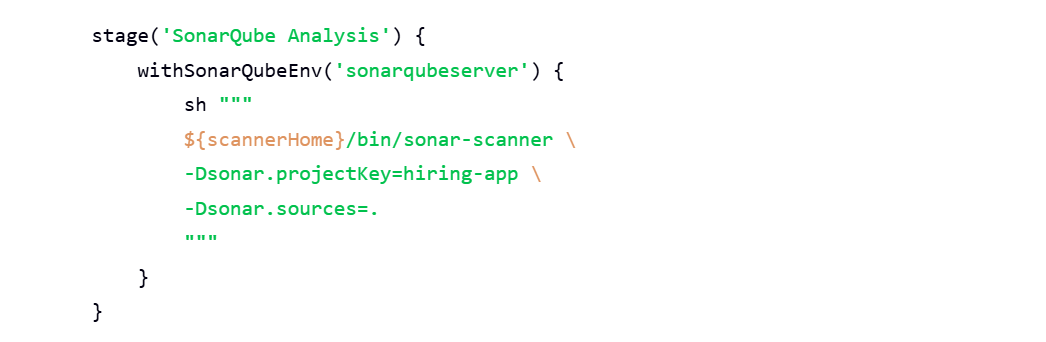 stage('SonarQube Analysis') {
    withSonarQubeEnv('sonarqubeserver') {
        sh """
        ${scannerHome}/bin/sonar-scanner \
        -Dsonar.projectKey=hiring-app \
        -Dsonar.sources=.
        """
    }
}